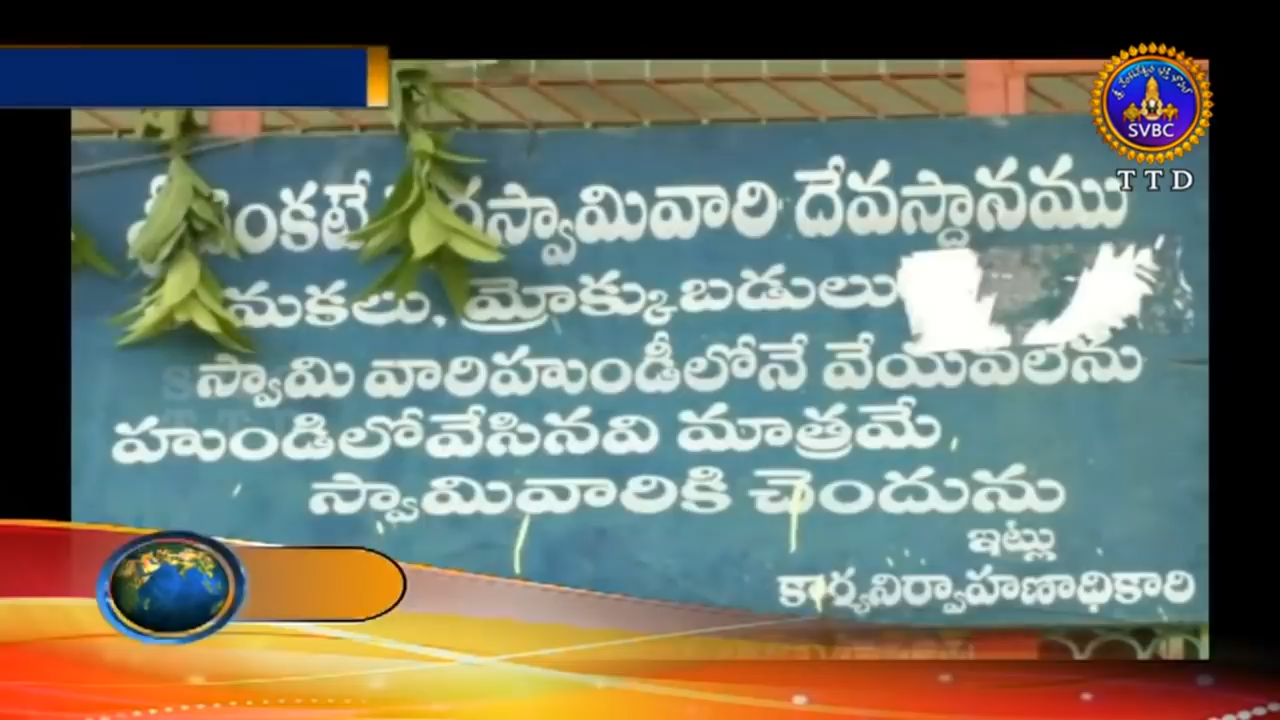 స్వామివారి దేవస్దానము
మ్రొక్కుబడులు
స్వామి వారిహుండీలోనే వేయవలెను
హుండిలోవేసినవి మాత్రమే,
స్వామివారికి చెందును
ఇట్లు
కార్యనిర్వాహణాధికారి
SVBC
TTD